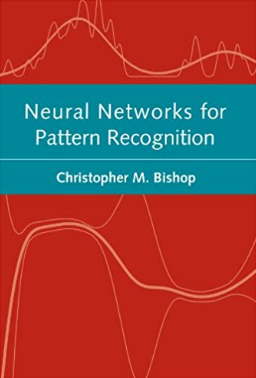 Neural Networks for
Pattern Recognition
Christopher M. Bishop